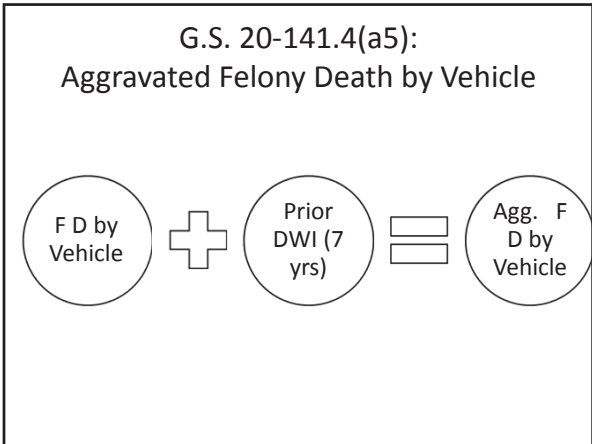 G.S. 20-141.4(a5):
Aggravated Felony Death by Vehicle
F D by
Vehicle
Prior
DWI (7
yrs)
Agg. F
D by
Vehicle